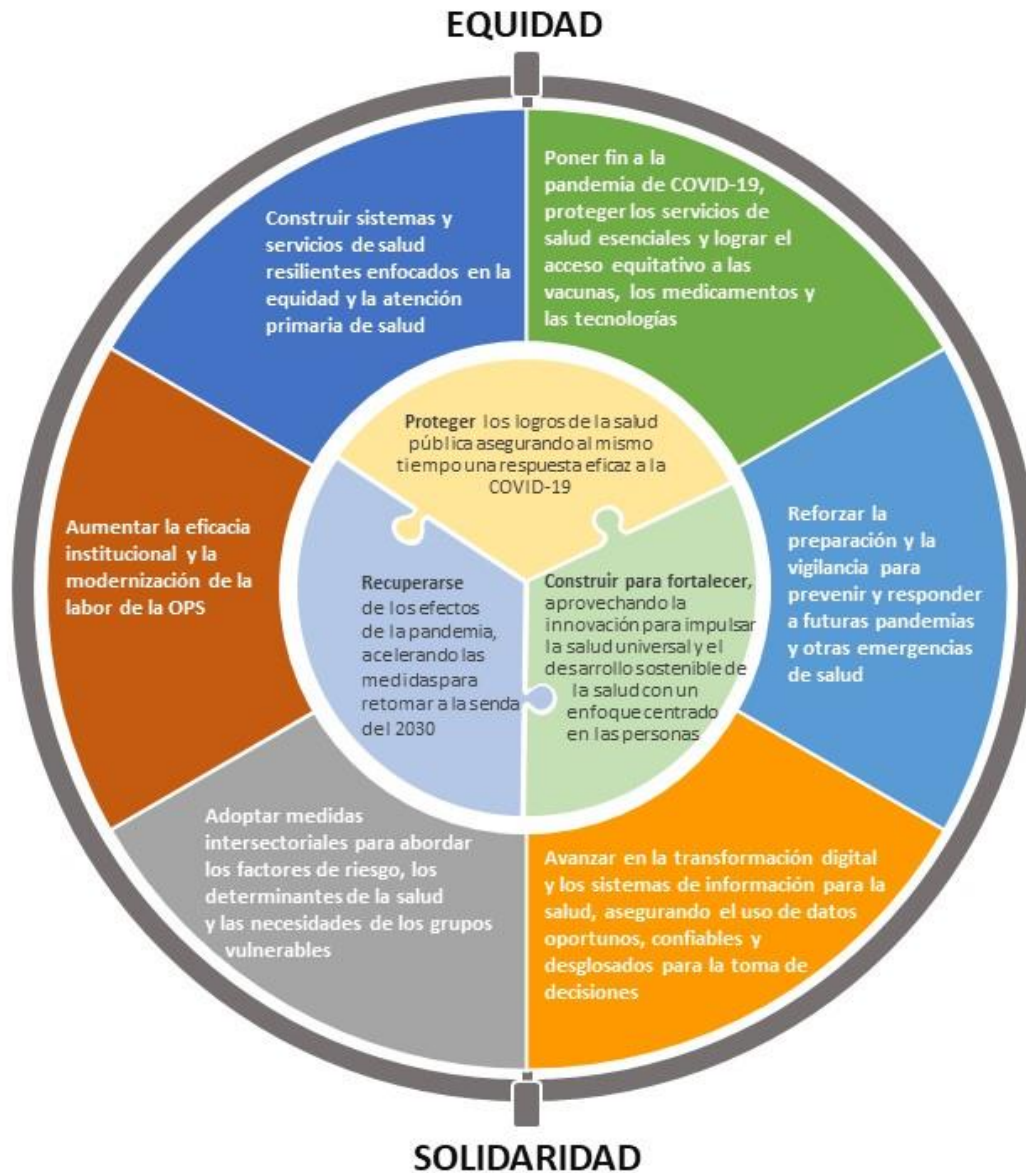 EQUIDAD
Poner fin a la
pandemia de COVID-19,
proteger los servicios de
salud esenciales y lograr el
acceso equitativo a las
vacunas, los medicamentos y
las tecnologías
Reforzar la
preparación y la
vigilancia para
prevenir y responder
a futuras pandemias
y otras emergencias
de salud
Avanzar en la transformación digital
y los sistemas de información para la
salud, asegurando el uso de datos
oportunos, confiables y
desglosados para la toma de
decisiones
Adoptar medidas
intersectoriales para abordar
los factores de riesgo, los
determinantes de la salud
y las necesidades de los grupos
vulnerables
Aumentar la eficacia
institucional y la
modernización de la
labor de la OPS
Construir sistemas y
servicios de salud
resilientes enfocados en la
equidad y la atención
primaria de salud
Proteger los logros de la salud
pública asegurando al mismo
tiempo una respuesta eficaz a la
COVID-19
Construir para fortalecer,
aprovechando la
innovación para impulsar
la salud universal y el
desarrollo sostenible de
la salud con un
enfoque centrado
en las personas
Recuperarse
de los efectos
de la pandemia,
acelerando las
medidas para
retomar a la senda
del 2030
SOLIDARIDAD